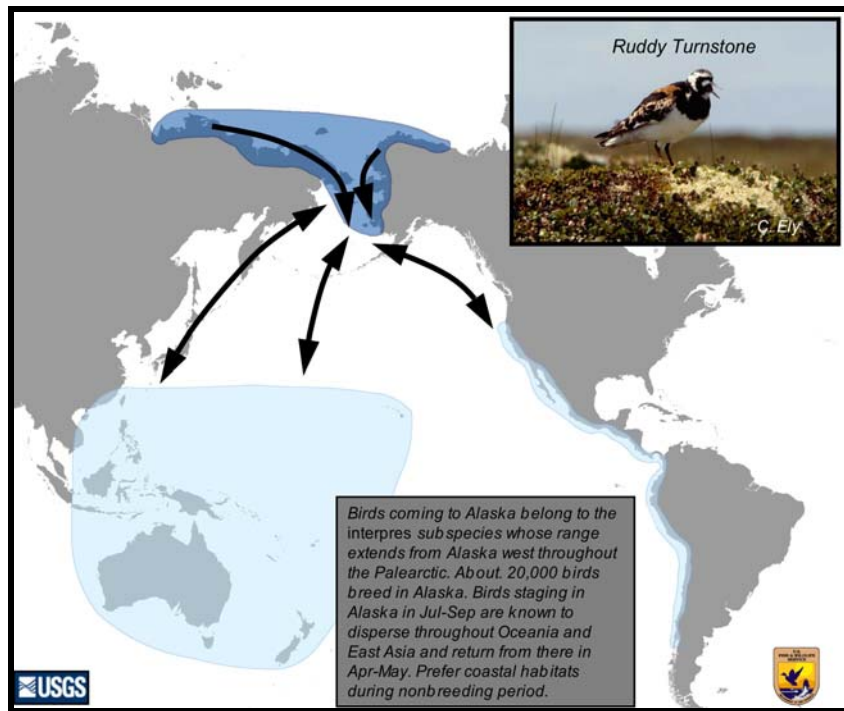 Ruddy Turnstone
C. Ely
Birds coming to Alaska belong to the
interpres subspecies whose range
extends from Alaska west throughout
the Palearctic. About. 20,000 birds
breed in Alaska. Birds staging in
Alaska in Jul-Sep are known to
disperse throughout Oceania and
East Asia and return from there in
Apr-May. Prefer coastal habitats
during nonbreeding period.
USGS
U.S.
FISH & WILDLIFE
SERVICE